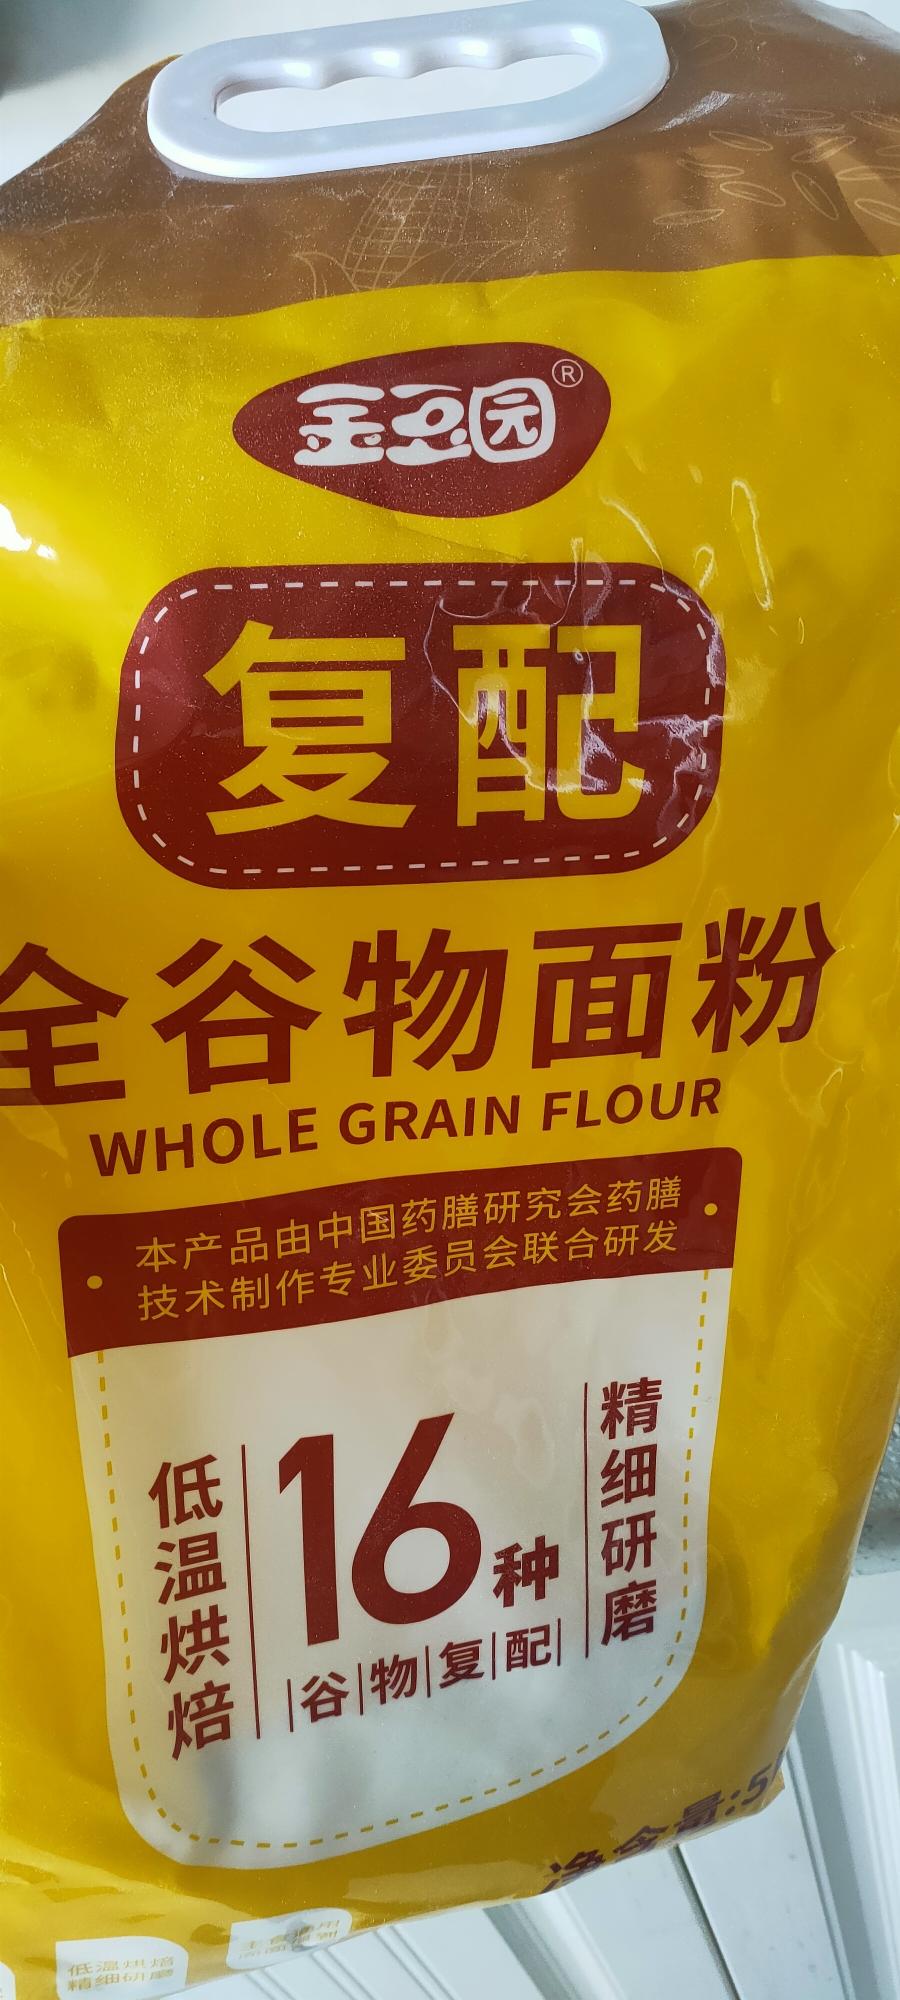 金豆园®
复配
全谷物面粉
WHOLE GRAIN FLOUR
本产品由中国药膳研究会药膳
技术制作专业委员会联合研发
低温烘焙
16种
谷|物|复|配
精细研磨
净含量:5
低温烘焙
精细研磨